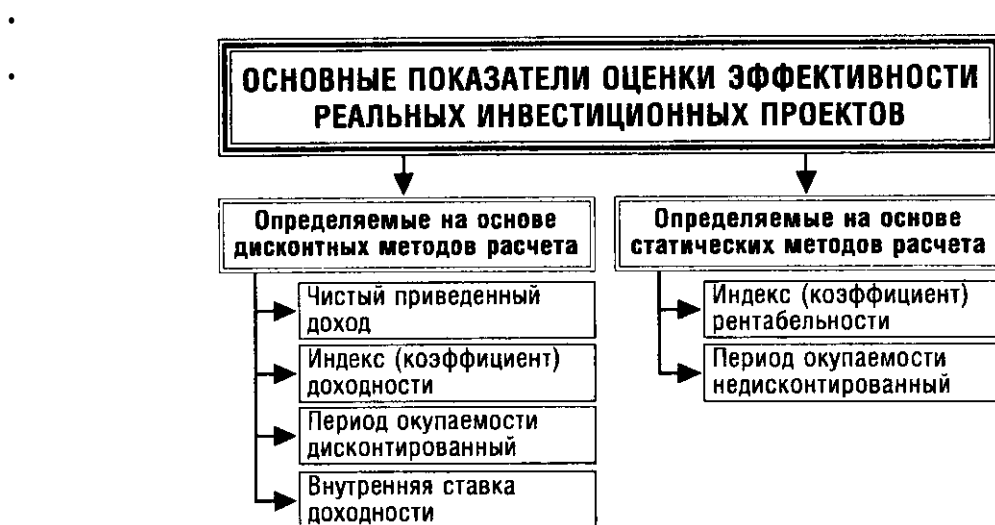 ОСНОВНЫЕ ПОКАЗАТЕЛИ ОЦЕНКИ ЭФФЕКТИВНОСТИ
РЕАЛЬНЫХ ИНВЕСТИЦИОННЫХ ПРОЕКТОВ
Определяемые на основе
дисконтных методов расчета
Чистый приведенный
доход
Индекс (коэффициент)
доходности
Период окупаемости
дисконтированный
Внутренняя ставка
доходности
Определяемые на основе
статических методов расчета
Индекс (коэффициент)
рентабельности
Период окупаемости
недисконтированный